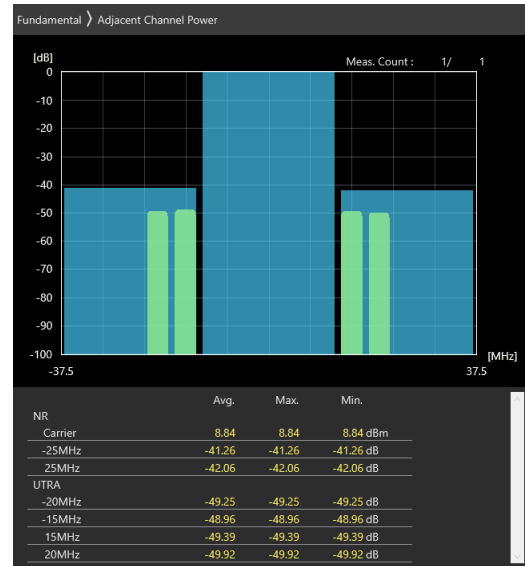 Fundamental 〉 Adjacent Channel Power
[dB]
Meas. Count : 1/ 1
0
-10
-20
-30
-40
-50
-60
-70
-80
-90
-100
[MHz]
-37.5 37.5
Avg. Max. Min.
NR
Carrier 8.84 8.84 8.84 dBm
-25MHz -41.26 -41.26 -41.26 dB
25MHz -42.06 -42.06 -42.06 dB
UTRA
-20MHz -49.25 -49.25 -49.25 dB
-15MHz -48.96 -48.96 -48.96 dB
15MHz -49.39 -49.39 -49.39 dB
20MHz -49.92 -49.92 -49.92 dB